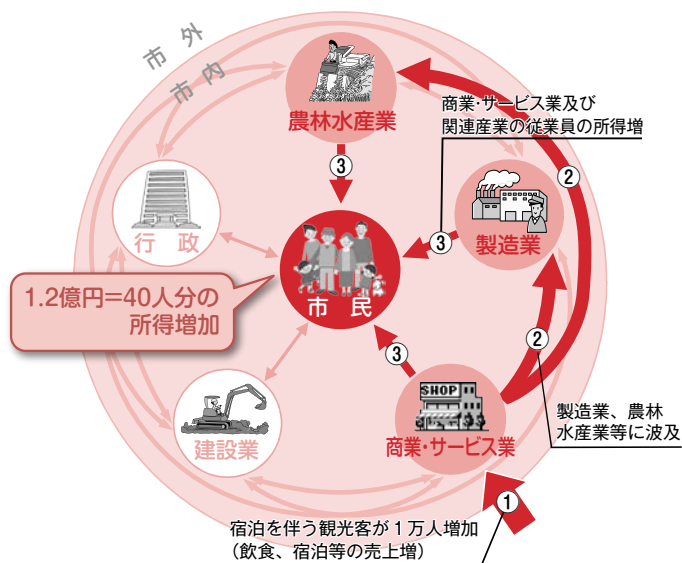 市外
市内
農林水産業
商業・サービス業及び
関連産業の従業員の所得増
③
②
行政
製造業
③
1.2億円＝40人分の
所得増加
市民
③
②
SHOP
建設業
商業・サービス業
製造業、農林
水産業等に波及
①
宿泊を伴う観光客が１万人増加
（飲食、宿泊等の売上増）